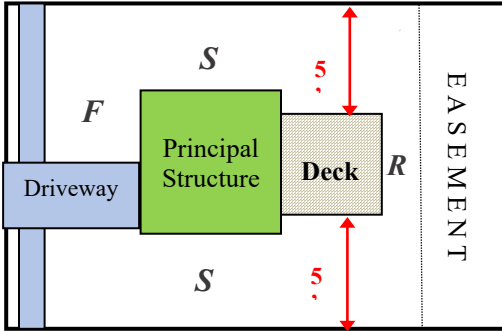 S
5'
F
Principal
Structure
Driveway
Deck
R
EASEMENT
S
5'